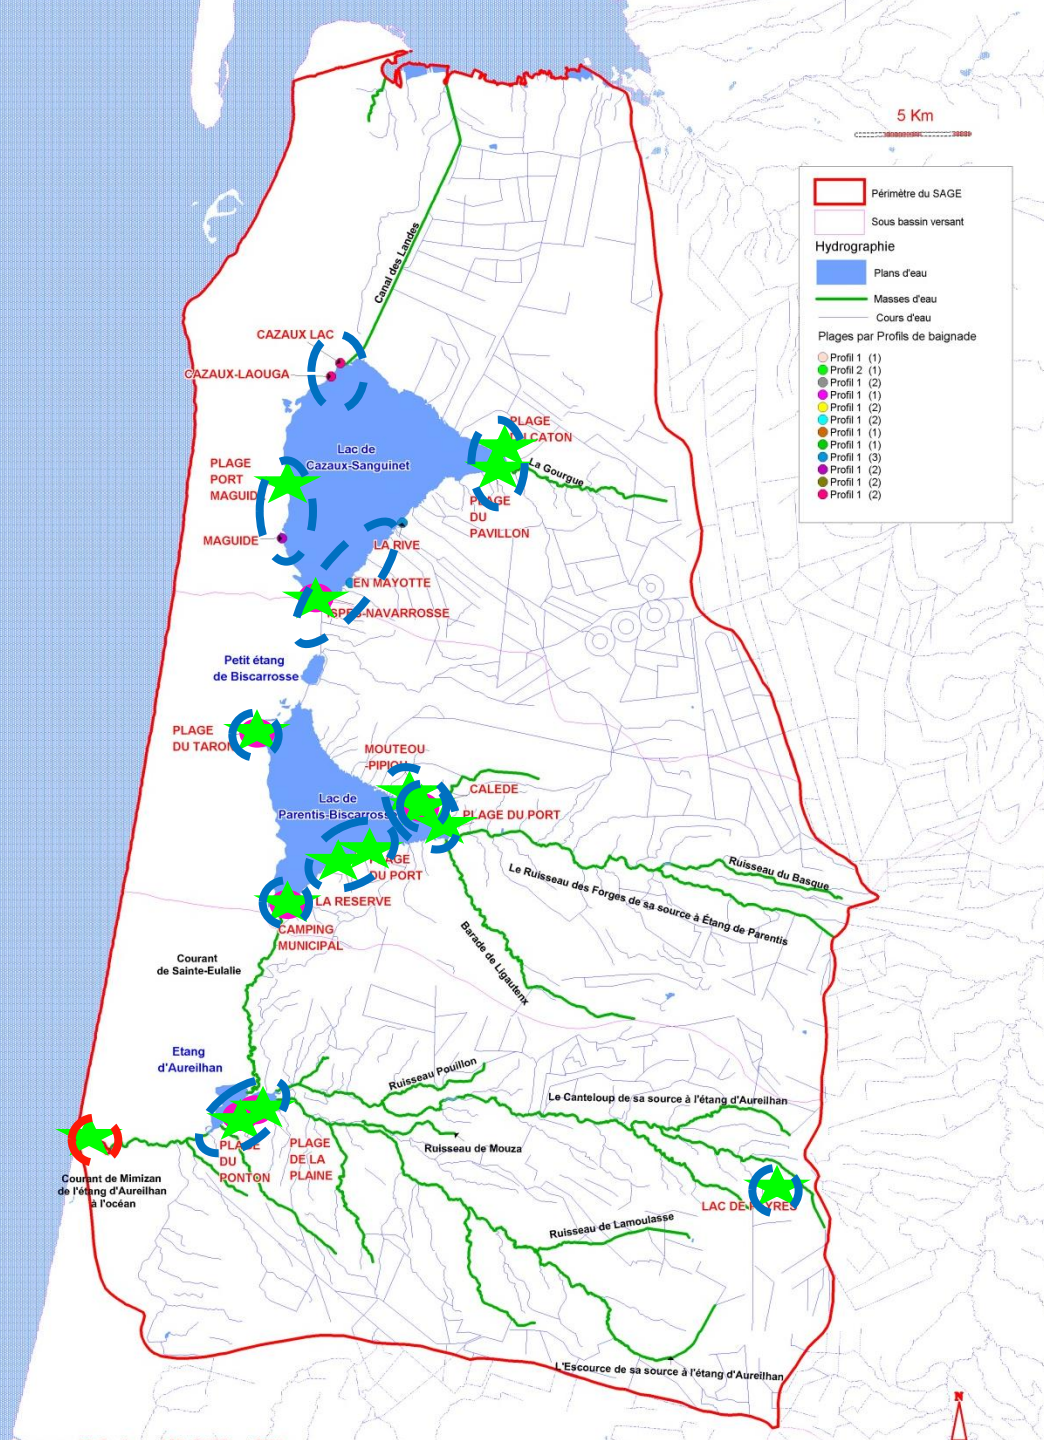 5 Km
Périmètre du SAGE
Sous bassin versant
Hydrographie
Plans d'eau
Masses d'eau
Cours d'eau
Plages par Profils de baignade
Profil 1 (1)
Profil 2 (1)
Profil 1 (2)
Profil 1 (1)
Profil 1 (2)
Profil 1 (2)
Profil 1 (1)
Profil 1 (1)
Profil 1 (3)
Profil 1 (2)
Profil 1 (2)
Profil 1 (2)
Canal des Landes
CAZAUX LAC
CAZAUX-LAOUGA
PLAGE
CATON
Lac de
Cazaux-Sanguinet
La Gourgue
PLAGE
PORT
MAGUIDE
PLAGE
DU
PAVILLON
MAGUIDE
LA RIVE
EN MAYOTTE
-NAVARROSSE
Petit étang
de Biscarrosse
PLAGE
DU TARON
MOUTEOU
-PIPIOU
CALEDE
Lac de
Parentis-Biscarrosse
PLAGE DU PORT
PLAGE
DU PORT
Ruisseau du Basque
Le Ruisseau des Forges de sa source à Étang de Parentis
LA RESERVE
CAMPING
MUNICIPAL
Barade de Ligautenx
Courant
de Sainte-Eulalie
Etang
d'Aureilhan
Ruisseau Pouillon
Le Canteloup de sa source à l'étang d'Aureilhan
PLAGE
DU
PONTON
PLAGE
DE LA
PLAINE
Ruisseau de Mouza
Courant de Mimizan
de l'étang d'Aureilhan
à l'océan
LAC DE
Ruisseau de Lamoulasse
L'Escource de sa source à l'étang d'Aureilhan
N